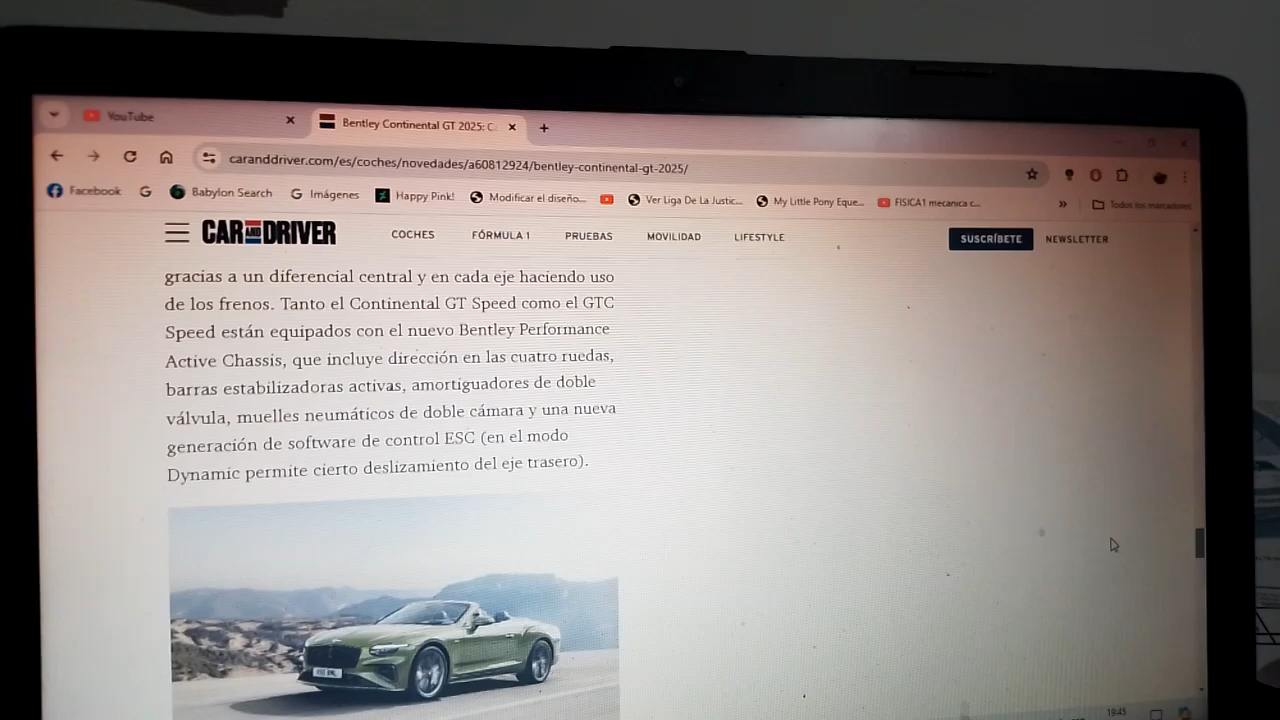 YouTube
Bentley Continental GT 2025: C
caranddriver.com/es/coches/novedades/a60812924/bentley-continental-gt-2025/
Facebook
Babylon Search
Imágenes
Happy Pink!
Modificar el diseño...
Ver Liga De La Justic...
My Little Pony Eque...
FISICA1 mecanica c...
Todos los marcadores
CAR AND DRIVER
COCHES
FÓRMULA 1
PRUEBAS
MOVILIDAD
LIFESTYLE
SUSCRÍBETE
NEWSLETTER
gracias a un diferencial central y en cada eje haciendo uso
de los frenos. Tanto el Continental GT Speed como el GTC
Speed están equipados con el nuevo Bentley Performance
Active Chassis, que incluye dirección en las cuatro ruedas,
barras estabilizadoras activas, amortiguadores de doble
válvula, muelles neumáticos de doble cámara y una nueva
generación de software de control ESC (en el modo
Dynamic permite cierto deslizamiento del eje trasero).
19:45